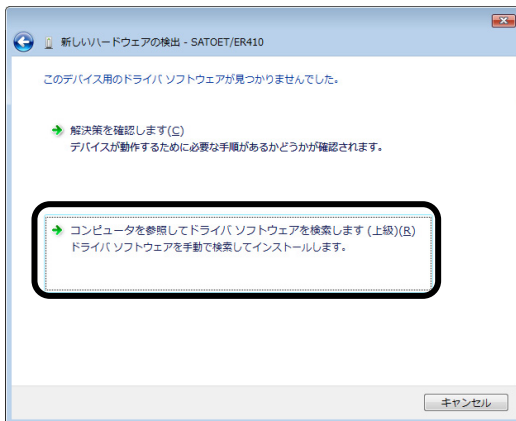 新しいハードウェアの検出 - SATOET/ER410
このデバイス用のドライバ ソフトウェアが見つかりませんでした。
解決策を確認します(C)
デバイスが動作するために必要な手順があるかどうかが確認されます。
コンピュータを参照してドライバ ソフトウェアを検索します (上級)(R)
ドライバ ソフトウェアを手動で検索してインストールします。
キャンセル